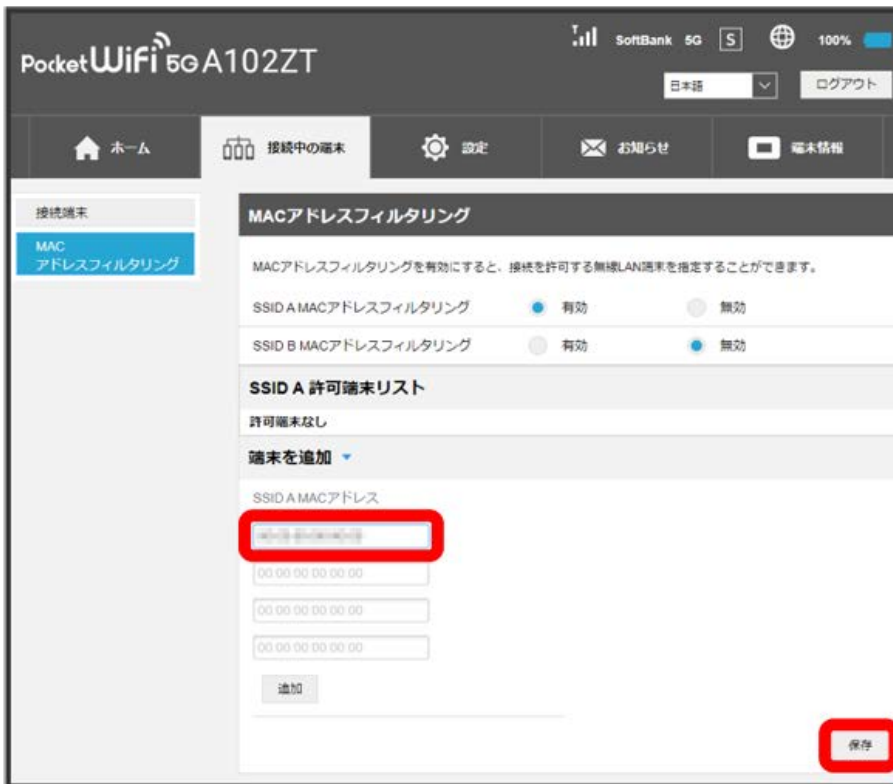 Pocket WiFi 5G A102ZT
SoftBank 5G S 100%
日本語
ログアウト
ホーム
接続中の端末
設定
お知らせ
端末情報
接続端末
MAC
アドレスフィルタリング
MACアドレスフィルタリング
MACアドレスフィルタリングを有効にすると、接続を許可する無線LAN端末を指定することができます。
SSID A MACアドレスフィルタリング 有効 無効
SSID B MACアドレスフィルタリング 有効 無効
SSID A 許可端末リスト
許可端末なし
端末を追加
SSID A MACアドレス
00:00:00:00:00:00
00:00:00:00:00:00
00:00:00:00:00:00
追加
保存